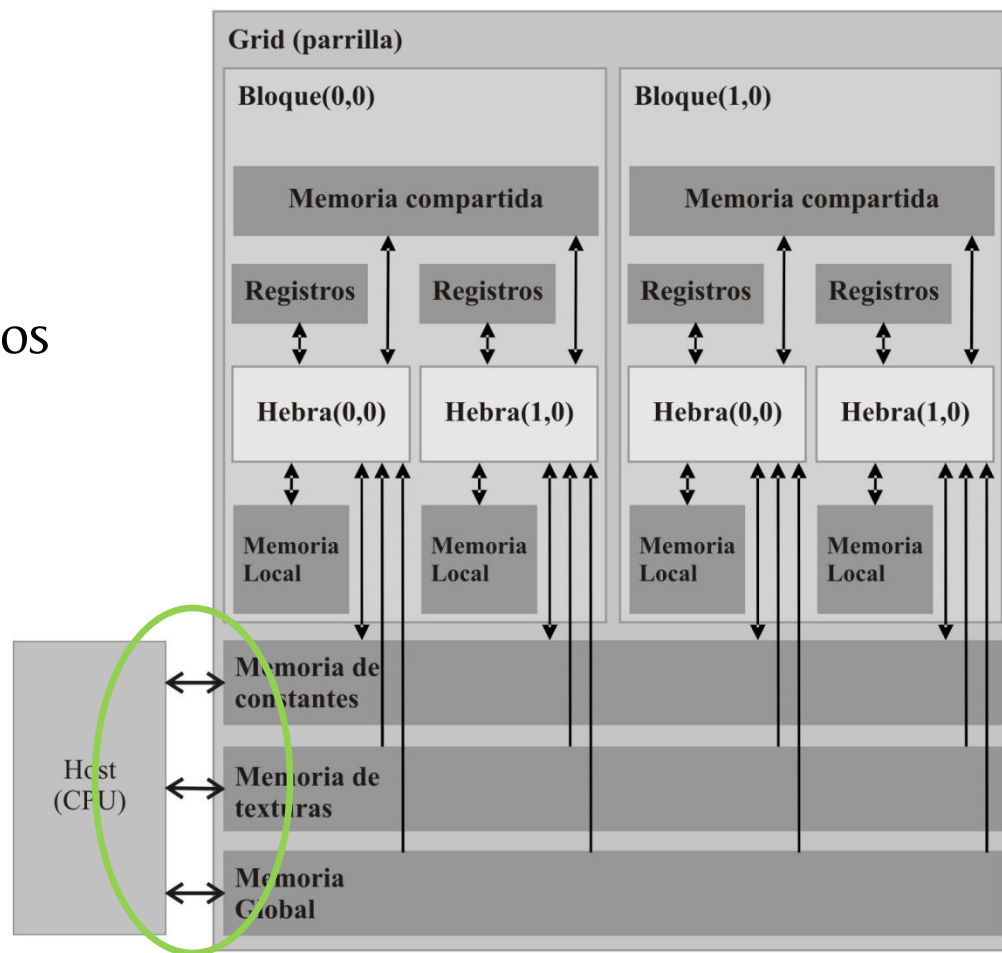 Grid (parrilla)
Bloque(0,0)
Bloque(1,0)
Memoria compartida
Memoria compartida
Registros
Registros
Registros
Registros
os
Hebra(0,0)
Hebra(1,0)
Hebra(0,0)
Hebra(1,0)
Memoria
Local
Memoria
Local
Memoria
Local
Memoria
Local
Memoria de
constantes
Host
(CPU)
Memoria de
texturas
Memoria
Global